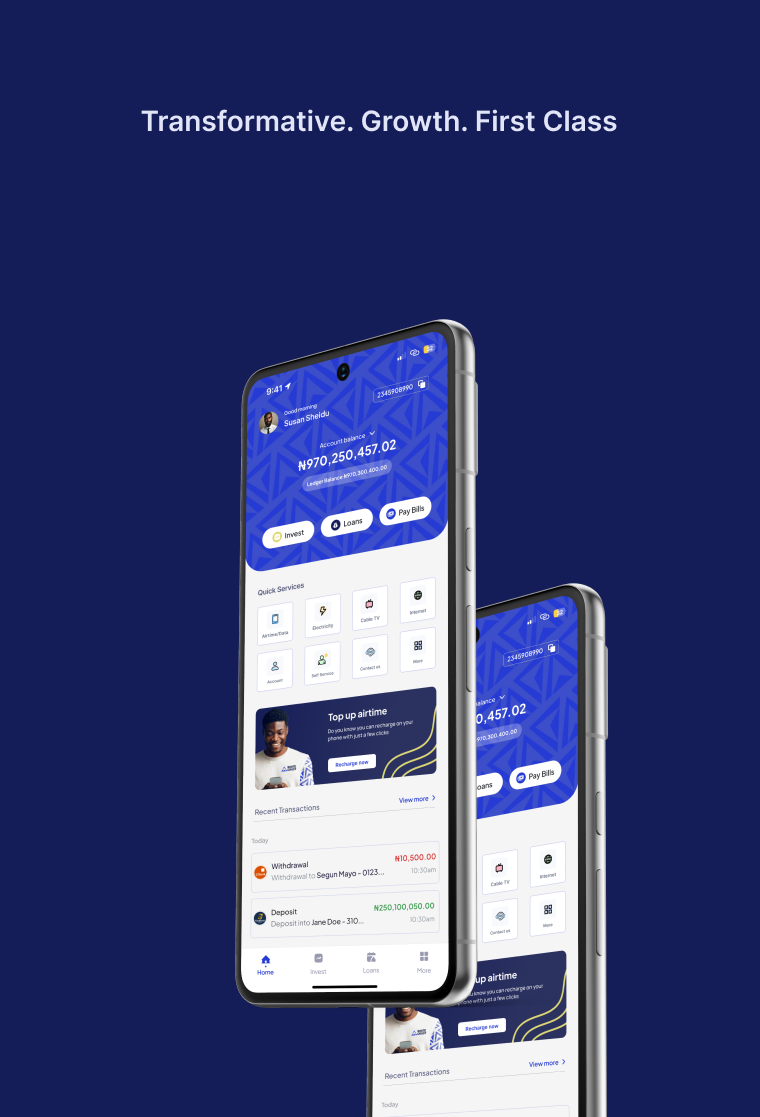 Transformative. Growth. First Class
9:41
Good morning
Susan Sheidu
2345908990
Account balance
₦970,250,457.02
Ledger Balance ₦970,300,400.00
Invest
Loans
Pay Bills
Quick Services
Airtime/Data
Electricity
Cable TV
Internet
Account
Self Service
Contact us
More
Top up airtime
Do you know you can recharge on your
phone with just a few clicks
Recharge now
Recent Transactions
View more
Today
Withdrawal
₦10,500.00
Withdrawal to Segun Mayo - 0123...
10:30am
Deposit
₦250,100,050.00
Deposit into Jane Doe - 310...
10:30am
Home
Invest
Loans
More
2345908990
alance
0,457.02
970,300,400.00
oans
Pay Bills
Cable TV
Internet
Contact us
More
up airtime
u know you can recharge on your
phone with just a few clicks
Recharge now
Recent Transactions
View more
Today